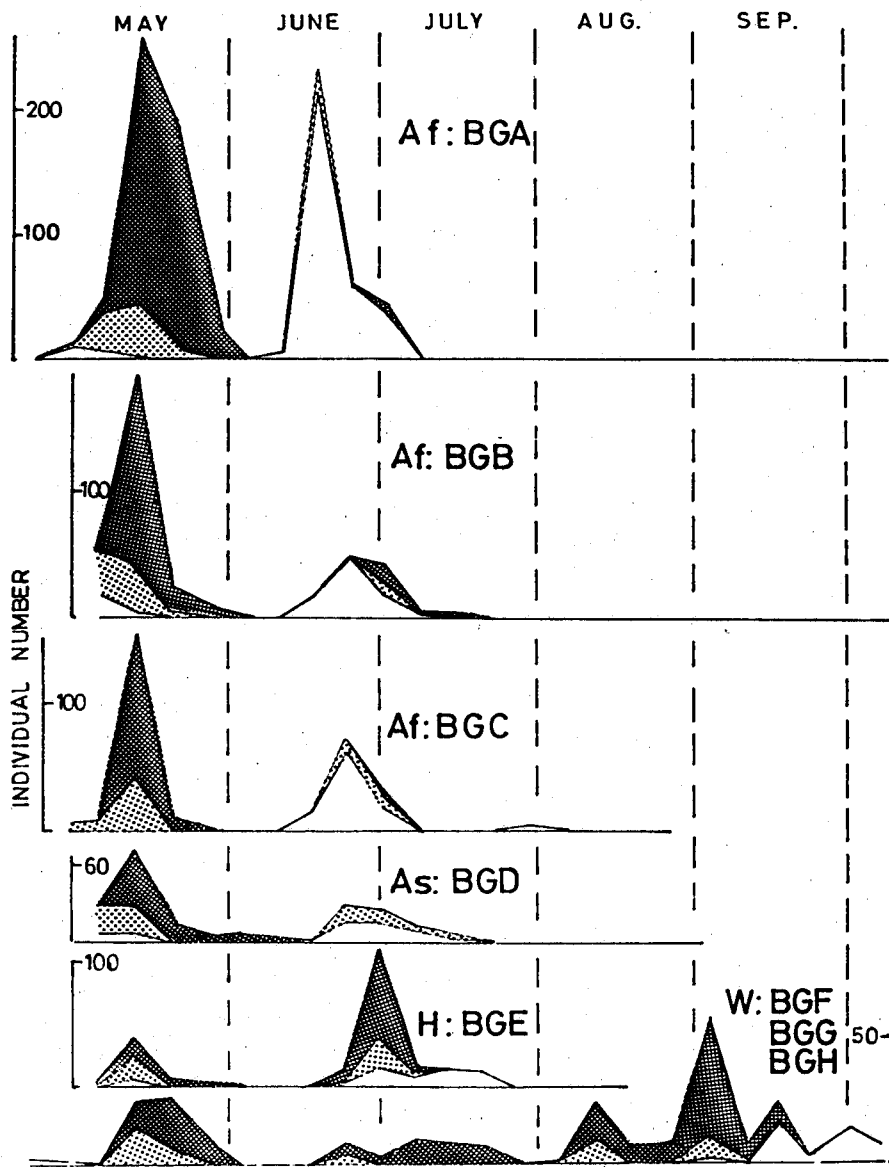 MAY JUNE JULY AUG. SEP.
200
Af: BGA
100
Af: BGB
100
INDIVIDUAL NUMBER
100
Af: BGC
60
As: BGD
100
H: BGE
W: BGF
BGG
50
BGH